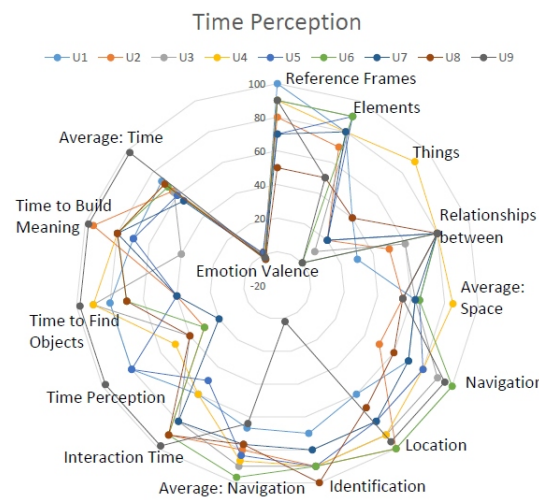 Time Perception
U1 U2 U3 U4 U5 U6 U7 U8 U9
100
Reference Frames
Elements
80
Average: Time
Things
60
40
Time to Build
Meaning
Relationships
between
20
Emotion Valence
-20
Average:
Space
Time to Find
Objects
Navigation
Time Perception
Location
Interaction Time
Average: Navigation
Identification